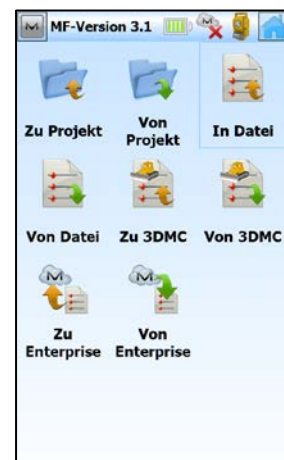 MF-Version 3.1
Zu Projekt
Von
Projekt
In Datei
Von Datei
Zu 3DMC
Von 3DMC
Zu
Enterprise
Von
Enterprise